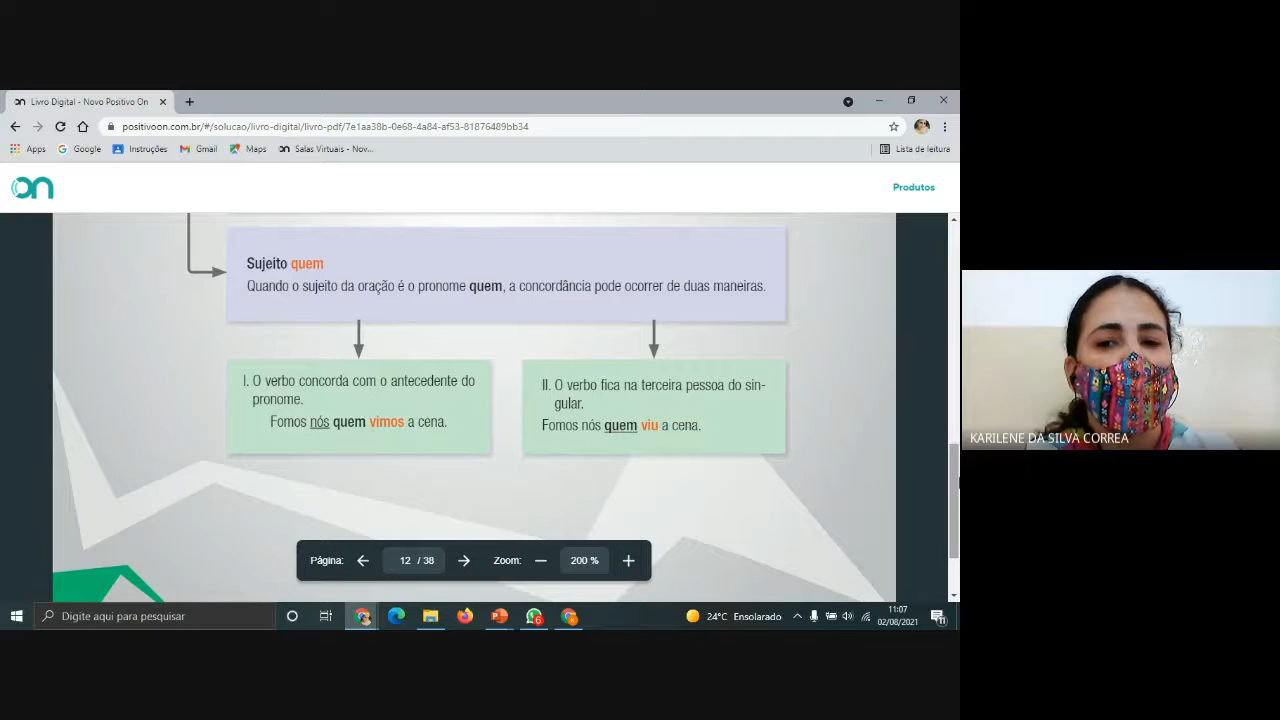 Livro Digital - Novo Positivo On
positivoon.com.br/#/solucao/livro-digital/livro-pdf/7e1aa38b-0e68-4a84-af53-81876489bb34
Apps Google Instruções Gmail Maps Salas Virtuais - Nov... Lista de leitura
on Produtos
Sujeito quem
Quando o sujeito da oração é o pronome quem, a concordância pode ocorrer de duas maneiras.
I. O verbo concorda com o antecedente do
pronome.
Fomos nós quem vimos a cena.
II. O verbo fica na terceira pessoa do sin-
gular.
Fomos nós quem viu a cena.
KARILENE DA SILVA CORREA
Página: 12 / 38 Zoom: 200 %
Digite aqui para pesquisar 6 24°C Ensolarado 11:07
02/08/2021 11